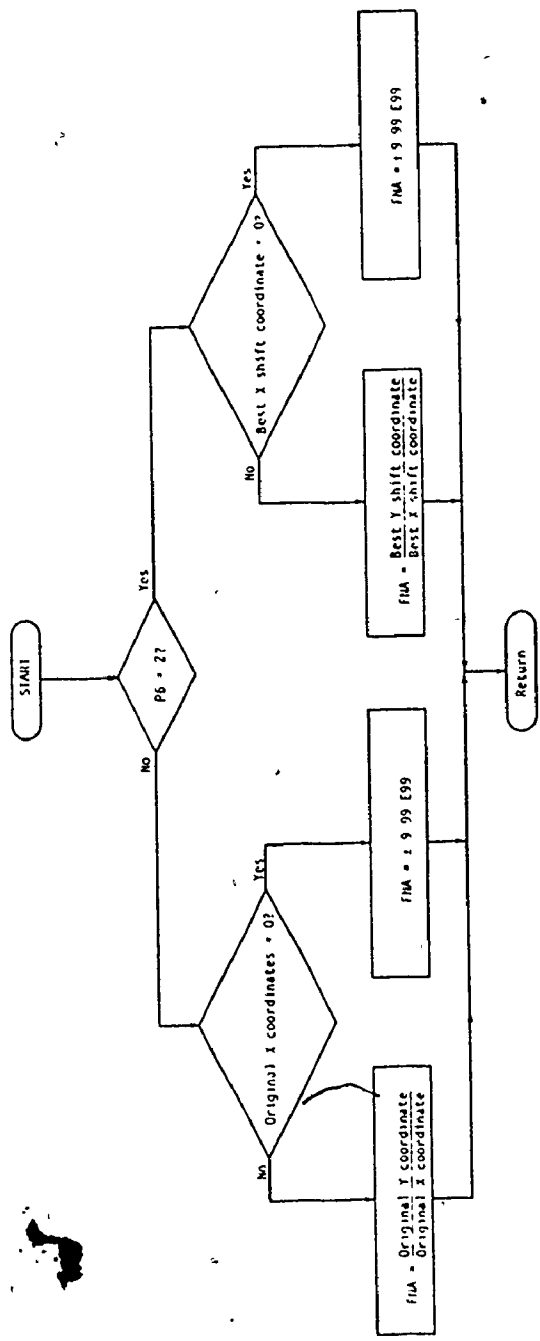 START
P6 = 2?
No
Yes
Original X coordinates = 0?
Best X shift coordinate = 0?
No
Yes
No
Yes
FNA = Original Y coordinate
Original X coordinate
FNA = ± 9 99 E99
FNA = Best Y shift coordinate
Best X shift coordinate
FNA = ± 9 99 E99
Return